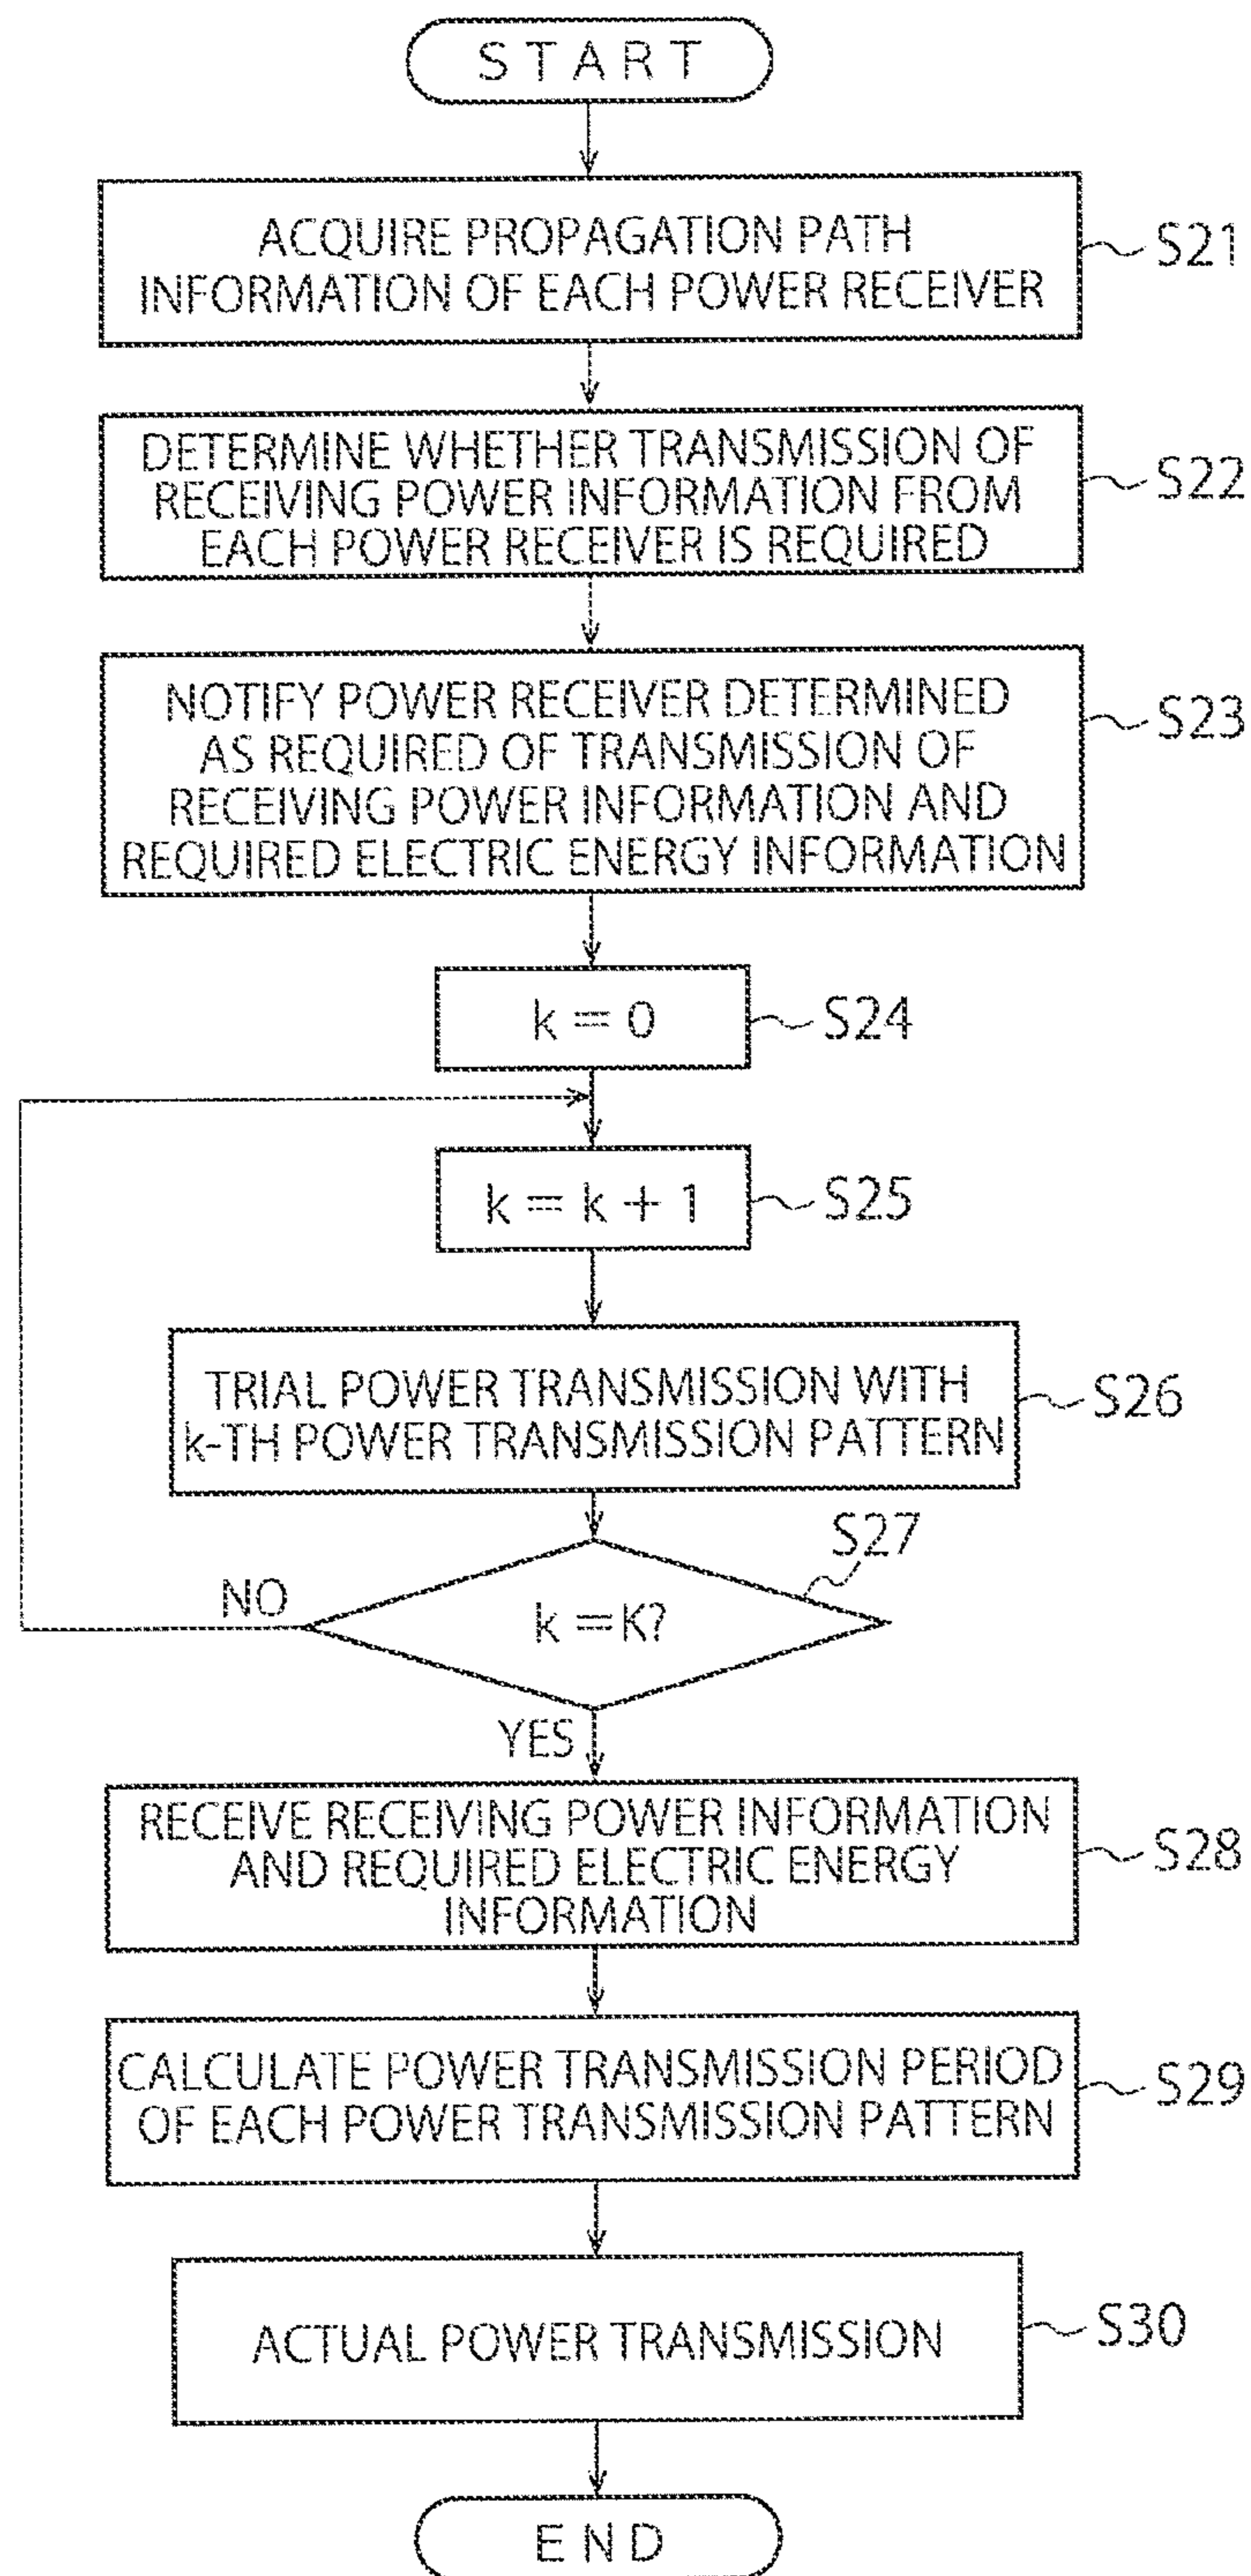 START
ACQUIRE PROPAGATION PATH
INFORMATION OF EACH POWER RECEIVER
S21
DETERMINE WHETHER TRANSMISSION OF
RECEIVING POWER INFORMATION FROM
EACH POWER RECEIVER IS REQUIRED
S22
NOTIFY POWER RECEIVER DETERMINED
AS REQUIRED OF TRANSMISSION OF
RECEIVING POWER INFORMATION AND
REQUIRED ELECTRIC ENERGY INFORMATION
S23
k = 0
S24
k = k + 1
S25
TRIAL POWER TRANSMISSION WITH
k-TH POWER TRANSMISSION PATTERN
S26
S27
NO
k = K?
YES
RECEIVE RECEIVING POWER INFORMATION
AND REQUIRED ELECTRIC ENERGY
INFORMATION
S28
CALCULATE POWER TRANSMISSION PERIOD
OF EACH POWER TRANSMISSION PATTERN
S29
ACTUAL POWER TRANSMISSION
S30
END